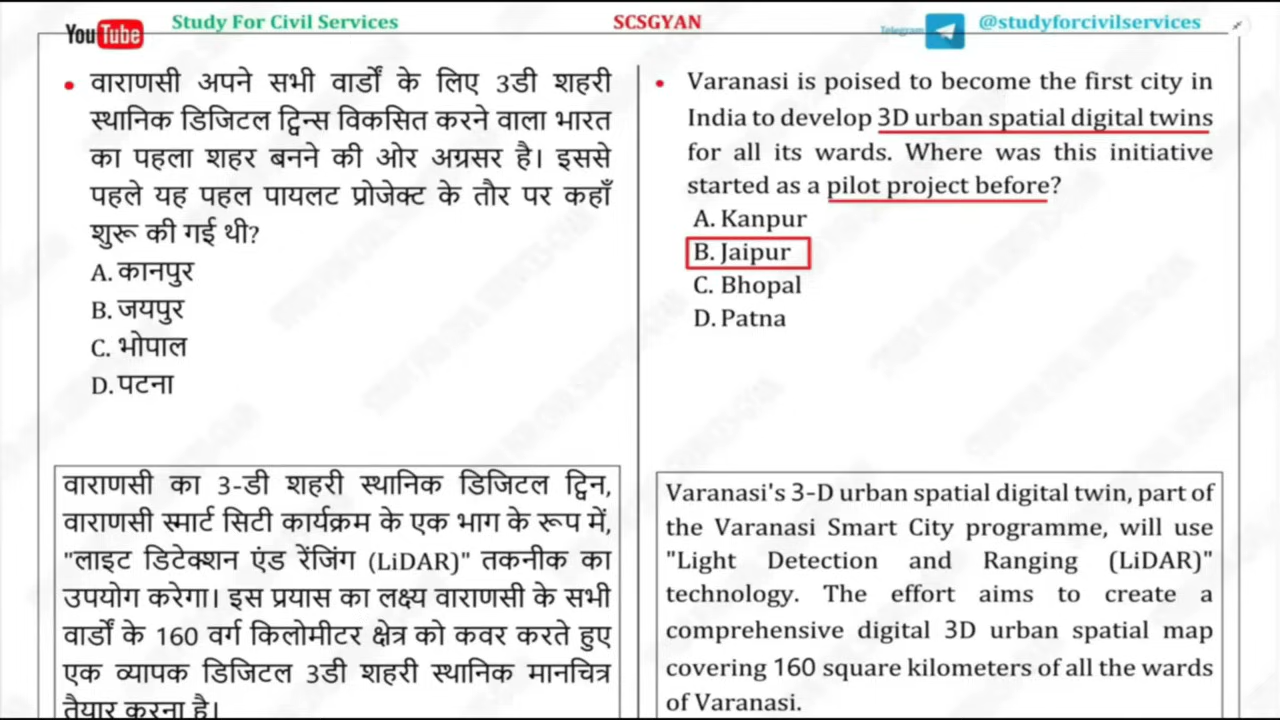 YouTube
Study For Civil Services
SCSGYAN
Telegram
@studyforcivilservices
• वाराणसी अपने सभी वार्डों के लिए 3डी शहरी
स्थानिक डिजिटल ट्विन्स विकसित करने वाला भारत
का पहला शहर बनने की ओर अग्रसर है। इससे
पहले यह पहल पायलट प्रोजेक्ट के तौर पर कहाँ
शुरू की गई थी?
A. कानपुर
B. जयपुर
C. भोपाल
D. पटना
वाराणसी का 3-डी शहरी स्थानिक डिजिटल ट्विन,
वाराणसी स्मार्ट सिटी कार्यक्रम के एक भाग के रूप में,
"लाइट डिटेक्शन एंड रेंजिंग (LiDAR)" तकनीक का
उपयोग करेगा। इस प्रयास का लक्ष्य वाराणसी के सभी
वार्डों के 160 वर्ग किलोमीटर क्षेत्र को कवर करते हुए
एक व्यापक डिजिटल 3डी शहरी स्थानिक मानचित्र
तैयार करना है।
• Varanasi is poised to become the first city in
India to develop 3D urban spatial digital twins
for all its wards. Where was this initiative
started as a pilot project before?
A. Kanpur
B. Jaipur
C. Bhopal
D. Patna
Varanasi's 3-D urban spatial digital twin, part of
the Varanasi Smart City programme, will use
"Light Detection and Ranging (LiDAR)"
technology. The effort aims to create a
comprehensive digital 3D urban spatial map
covering 160 square kilometers of all the wards
of Varanasi.